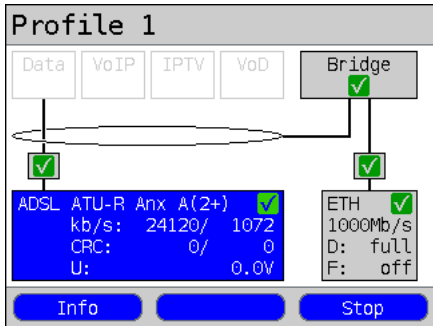 Profile 1
Data VoIP IPTV VoD Bridge
ADSL ATU-R Anx A(2+)
kb/s: 24120/ 1072
CRC: 0/ 0
U: 0.0V
ETH
1000Mb/s
D: full
F: off
Info Stop